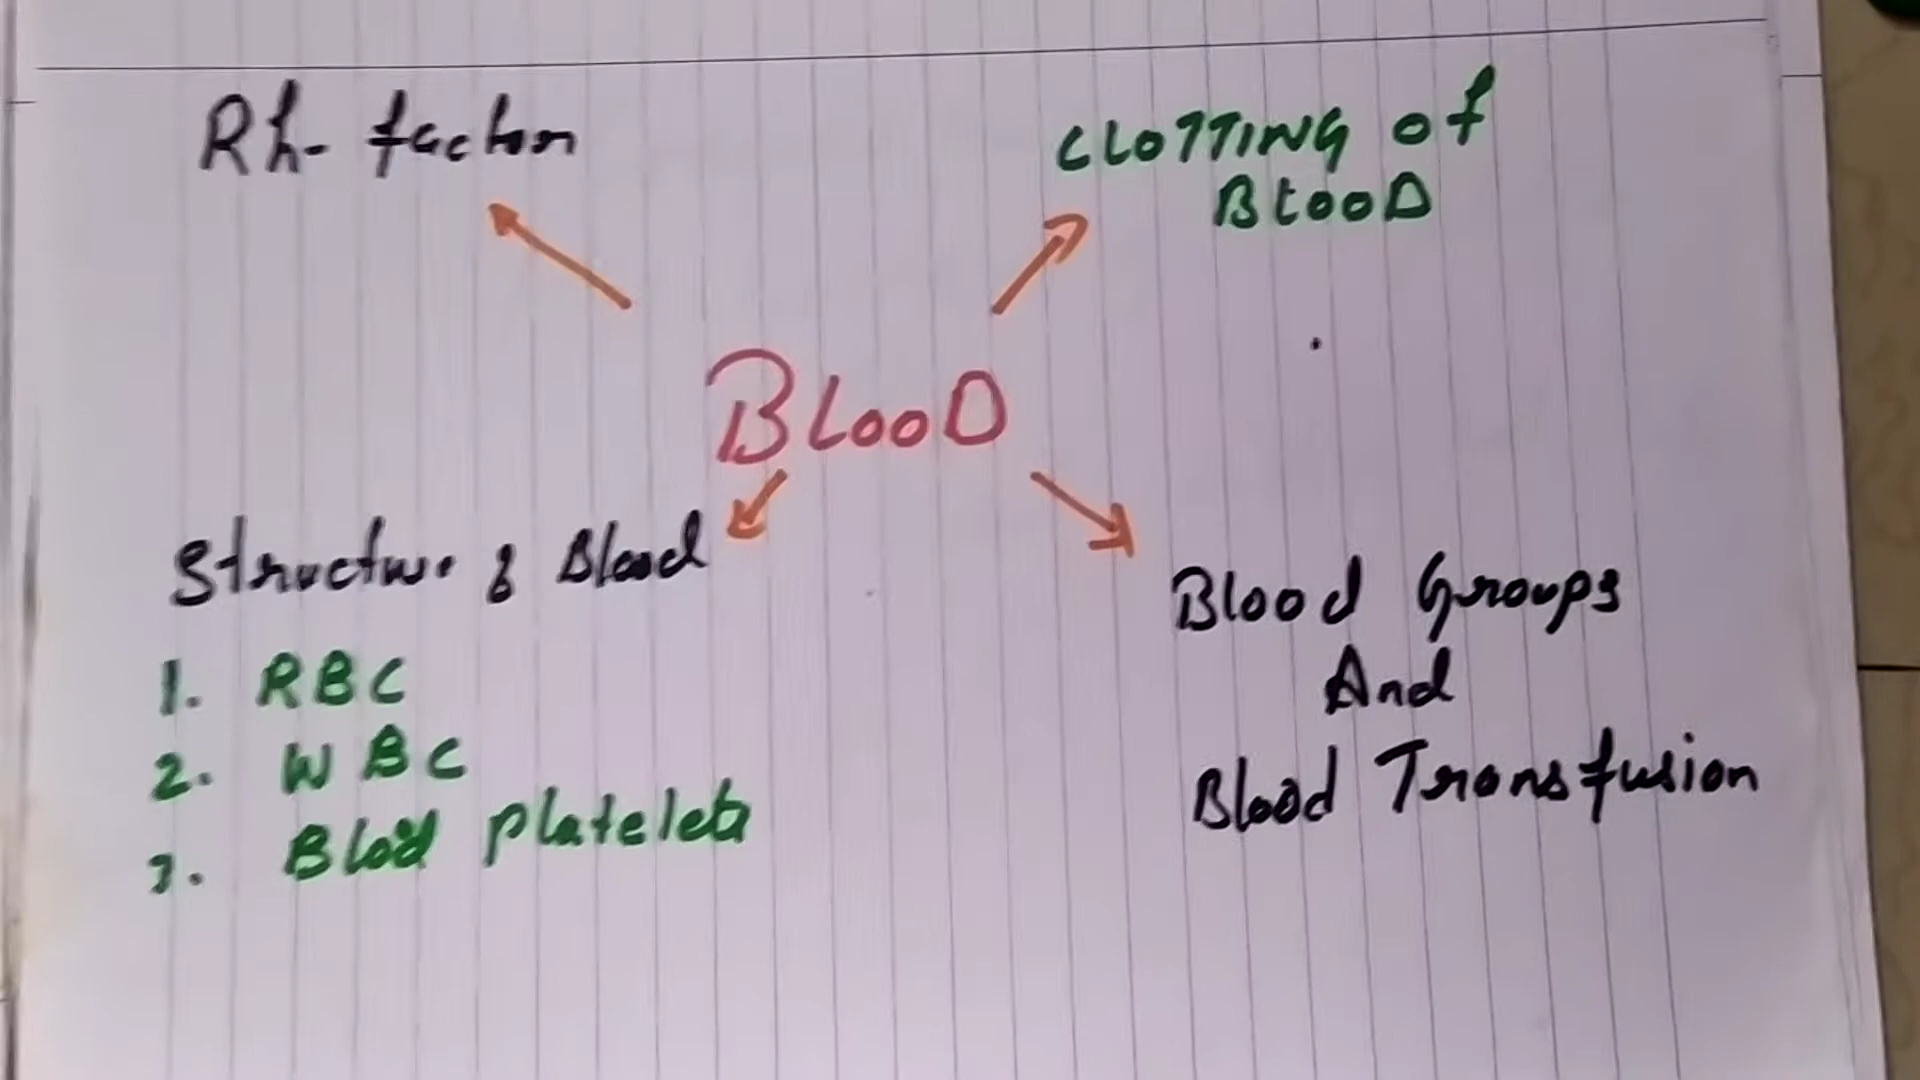 Rh- factor
CLOTTING of
BLOOD
BLOOD
Structure & Blood
1. RBC
2. WBC
3. Blood Platelets
Blood Groups
And
Blood Transfusion